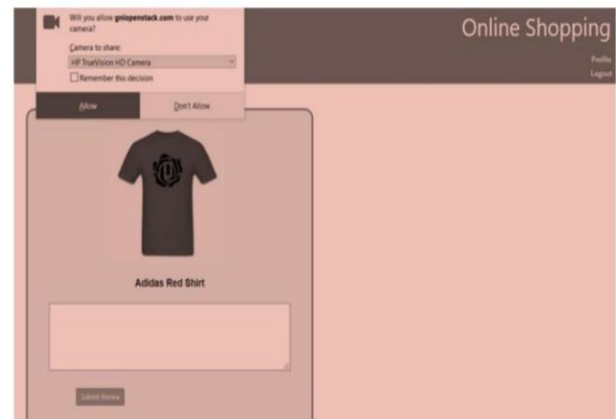 Will you allow gniopenstack.com to use your
camera?
Camera to share:
HP TrueVision HD Camera
Remember this decision
Allow
Don't Allow
Online Shopping
Profile
Logout
U
Adidas Red Shirt
Submit Review